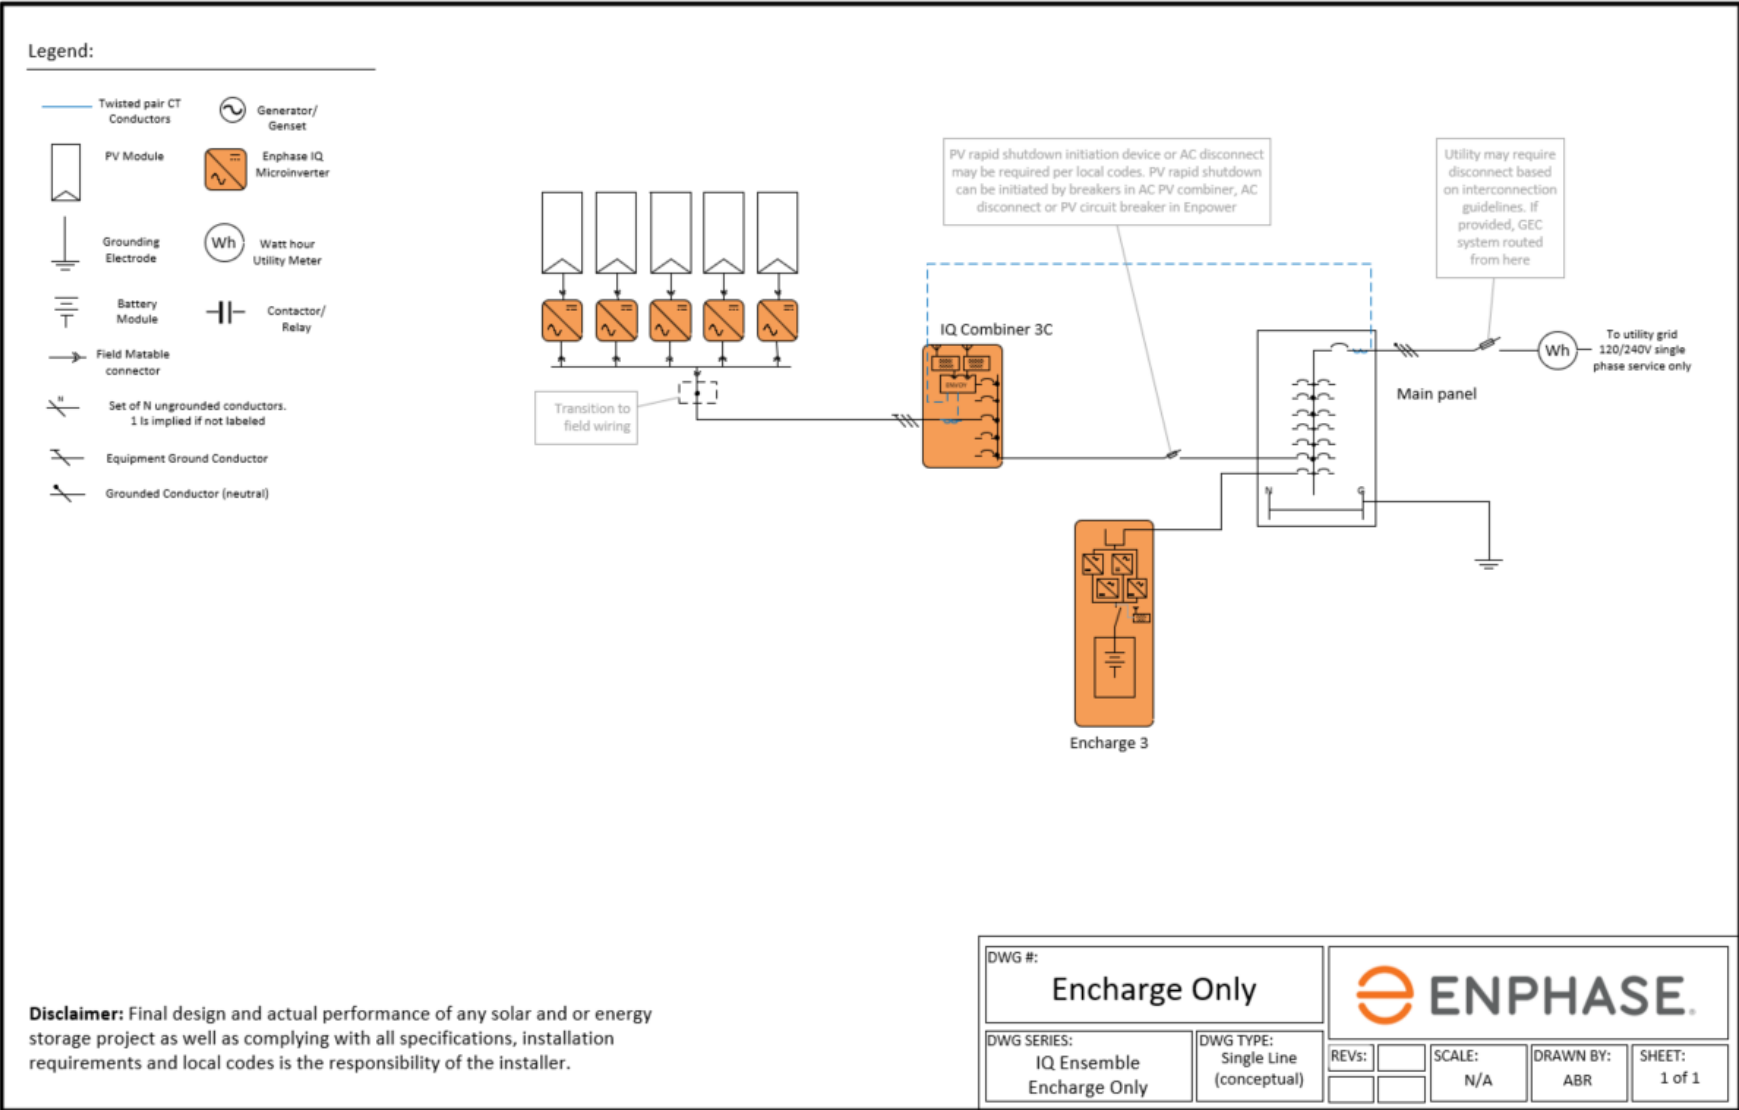 Legend:
Twisted pair CT
Conductors
Generator/
Genset
PV Module
Enphase IQ
Microinverter
Grounding
Electrode
Wh
Watt hour
Utility Meter
Battery
Module
Contactor/
Relay
Field Matable
connector
N
Set of N ungrounded conductors.
1 Is implied if not labeled
Equipment Ground Conductor
Grounded Conductor (neutral)
Transition to
field wiring
IQ Combiner 3C
ENVOY
PV rapid shutdown initiation device or AC disconnect
may be required per local codes. PV rapid shutdown
can be initiated by breakers in AC PV combiner, AC
disconnect or PV circuit breaker in Enpower
Utility may require
disconnect based
on interconnection
guidelines. If
provided, GEC
system routed
from here
Wh
To utility grid
120/240V single
phase service only
Main panel
N
G
Encharge 3
Disclaimer: Final design and actual performance of any solar and or energy
storage project as well as complying with all specifications, installation
requirements and local codes is the responsibility of the installer.
DWG #:
Encharge Only
DWG SERIES:
IQ Ensemble
Encharge Only
DWG TYPE:
Single Line
(conceptual)
ENPHASE.
REVs:
SCALE:
N/A
DRAWN BY:
ABR
SHEET:
1 of 1